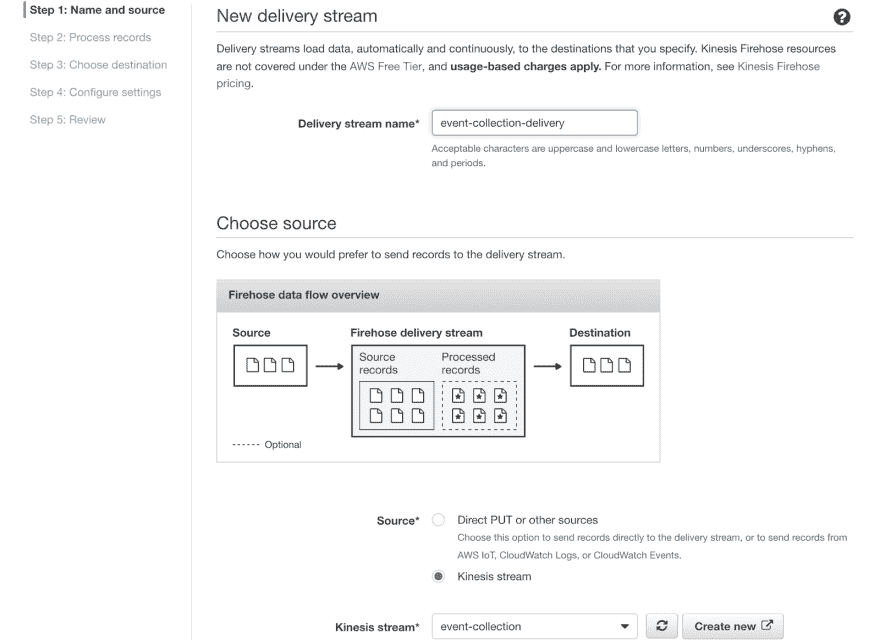 Step 1: Name and source
Step 2: Process records
Step 3: Choose destination
Step 4: Configure settings
Step 5: Review
New delivery stream
Delivery streams load data, automatically and continuously, to the destinations that you specify. Kinesis Firehose resources
are not covered under the AWS Free Tier, and usage-based charges apply. For more information, see Kinesis Firehose
pricing.
Delivery stream name*
event-collection-delivery
Acceptable characters are uppercase and lowercase letters, numbers, underscores, hyphens,
and periods.
Choose source
Choose how you would prefer to send records to the delivery stream.
Firehose data flow overview
Source
Firehose delivery stream
Destination
Source
records
Processed
records
Optional
Source*
Direct PUT or other sources
Choose this option to send records directly to the delivery stream, or to send records from
AWS IoT, CloudWatch Logs, or CloudWatch Events.
Kinesis stream
Kinesis stream*
event-collection
Create new